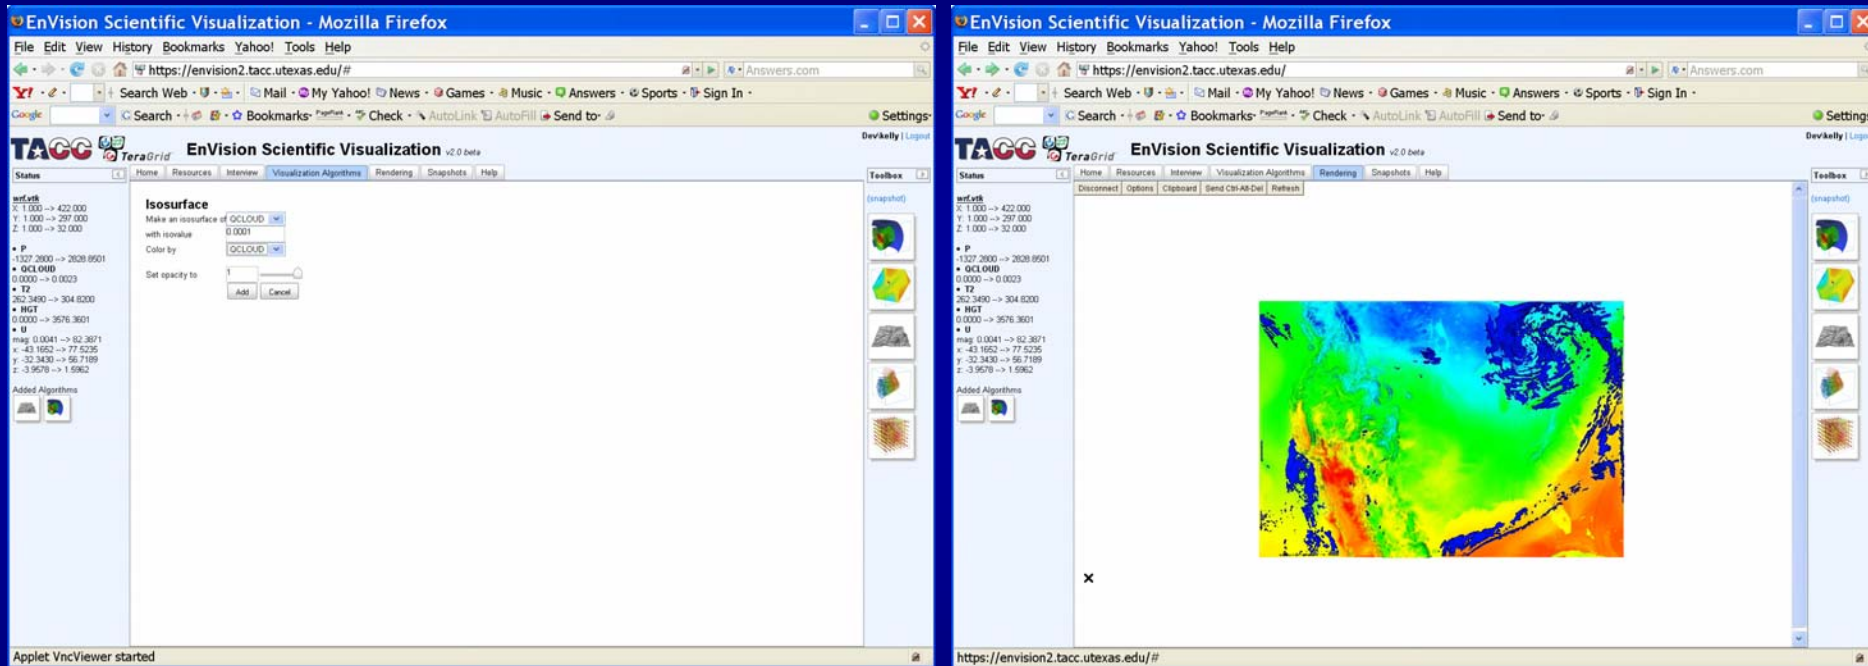 EnVision Scientific Visualization - Mozilla Firefox
File Edit View History Bookmarks Yahoo! Tools Help
https://envision2.tacc.utexas.edu/#
Answers.com
Y! Search Web Mail My Yahoo! News Games Music Answers Sports Sign In
Google Search Bookmarks PageRank Check AutoLink AutoFill Send to Settings
TACC TeraGrid EnVision Scientific Visualization v2.0 beta
Dev/kelly | Logout
Status
Home Resources Interview Visualization Algorithms Rendering Snapshots Help
Toolbox
(snapshot)
wrf.vtk
X: 1.000 --> 422.000
Y: 1.000 --> 297.000
Z: 1.000 --> 32.000
• P
-1327.2800 --> 2828.8501
• QCLOUD
0.0000 --> 0.0023
• T2
262.3490 --> 304.8200
• HGT
0.0000 --> 3576.3601
• U
mag: 0.0041 --> 82.3871
x: -43.1652 --> 77.5235
y: -32.3430 --> 56.7189
z: -3.9578 --> 1.5962
Added Algorithms
Isosurface
Make an isosurface of QCLOUD
with isovalue 0.0001
Color by QCLOUD
Set opacity to 1
Add Cancel
Applet VncViewer started
EnVision Scientific Visualization - Mozilla Firefox
File Edit View History Bookmarks Yahoo! Tools Help
https://envision2.tacc.utexas.edu/
Answers.com
Search Web Mail My Yahoo! News Games Music Answers Sports Sign In
Google Search Bookmarks PageRank Check AutoLink AutoFill Send to Settings
TACC TeraGrid EnVision Scientific Visualization v2.0 beta
Dev/kelly
Status
Home Resources Interview Visualization Algorithms Rendering Snapshots Help
Toolbox
(snapshot)
Disconnect Options Clipboard Send Ctrl-Alt-Del Refresh
wrf.vtk
X: 1.000 --> 422.000
Y: 1.000 --> 297.000
Z: 1.000 --> 32.000
• P
-1327.2800 --> 2828.8501
• QCLOUD
0.0000 --> 0.0023
• T2
262.3490 --> 304.8200
• HGT
0.0000 --> 3576.3601
• U
mag: 0.0041 --> 82.3871
x: -43.1652 --> 77.5235
y: -32.3430 --> 56.7189
z: -3.9578 --> 1.5962
Added Algorithms
https://envision2.tacc.utexas.edu/#